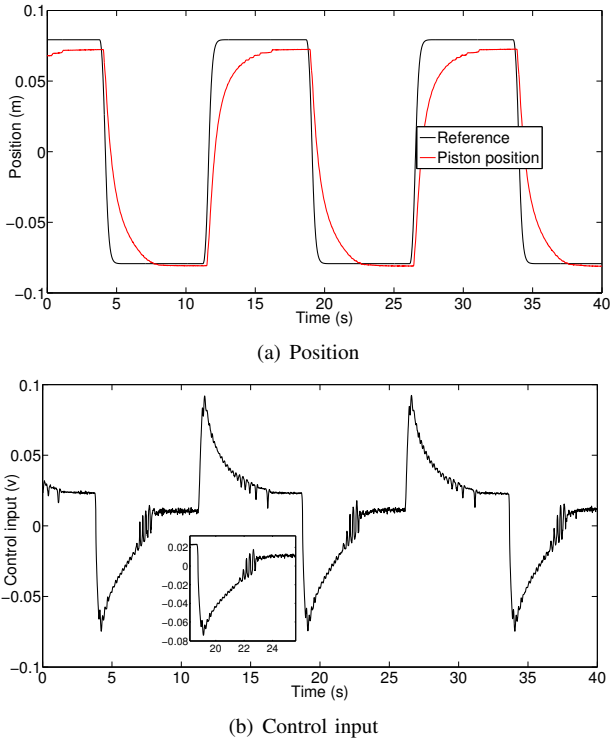 0.1
0.05
0
−0.05
−0.1
Position (m)
Reference
Piston position
0 5 10 15 20 25 30 35 40
Time (s)
(a) Position
0.1
0.05
0
−0.05
−0.1
Control input (v)
0.02
0
−0.02
−0.04
−0.06
−0.08
20 22 24
0 5 10 15 20 25 30 35 40
Time (s)
(b) Control input